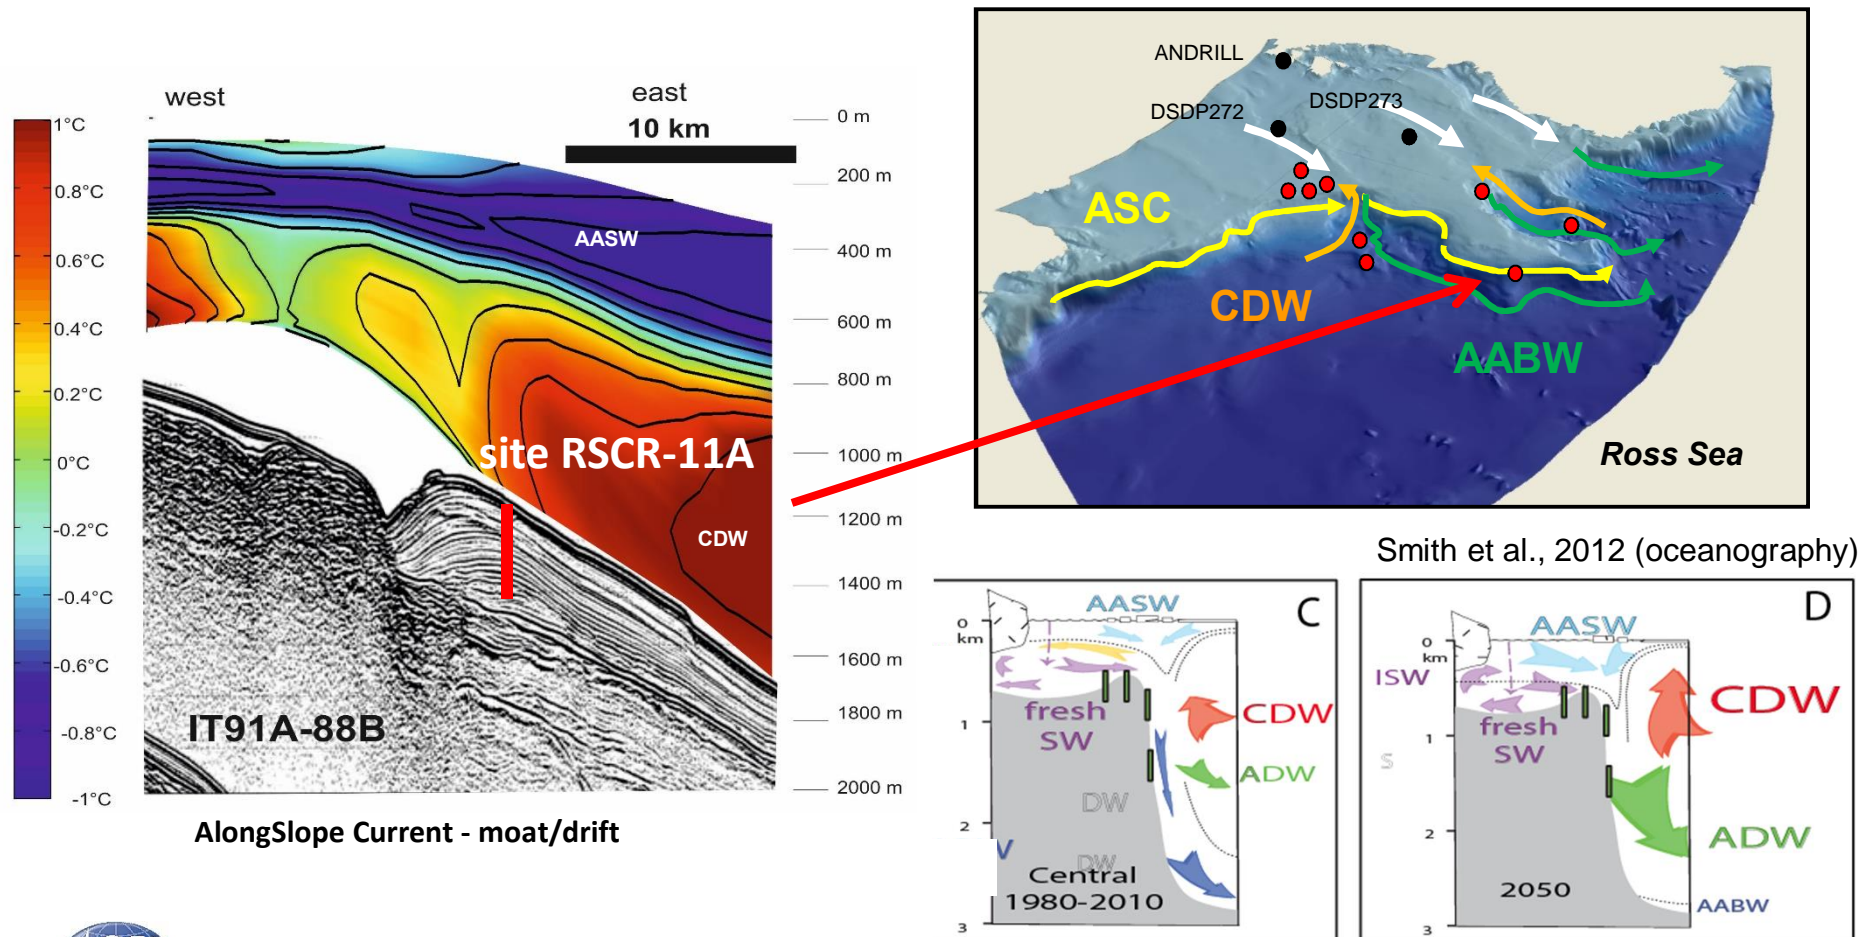 west
east
10 km
1°C
0.8°C
0.6°C
0.4°C
0.2°C
0°C
-0.2°C
-0.4°C
-0.6°C
-0.8°C
-1°C
0 m
200 m
400 m
600 m
800 m
1000 m
1200 m
1400 m
1600 m
1800 m
2000 m
AASW
site RSCR-11A
CDW
IT91A-88B
AlongSlope Current - moat/drift
ANDRILL
DSDP272
DSDP273
ASC
CDW
AABW
Ross Sea
Smith et al., 2012 (oceanography)
C
AASW
0
km
1
2
3
fresh
SW
CDW
ADW
DW
DW
W
Central
1980-2010
D
AASW
0
km
1
2
3
ISW
fresh
SW
S
CDW
ADW
2050
AABW